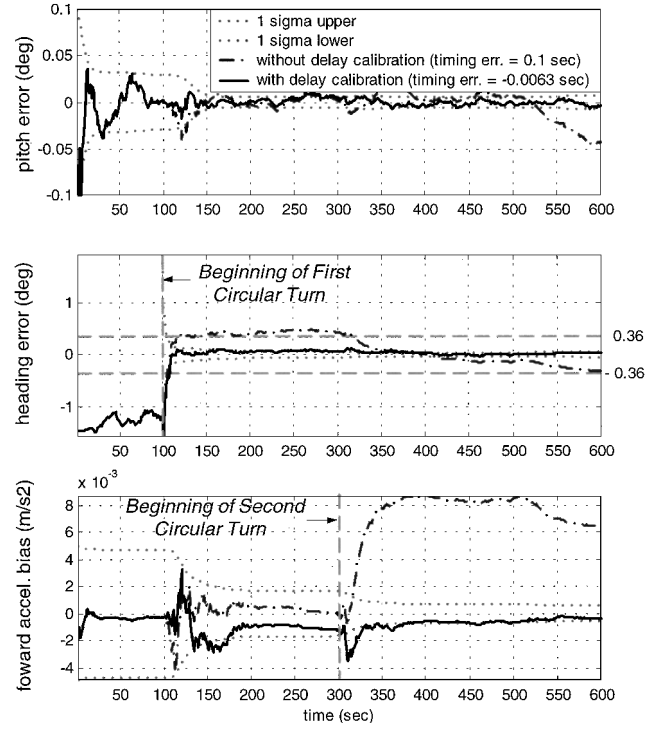 0.1
0.05
0
-0.05
-0.1
pitch error (deg)
1 sigma upper
1 sigma lower
without delay calibration (timing err. = 0.1 sec)
with delay calibration (timing err. = -0.0063 sec)
50 100 150 200 250 300 350 400 450 500 550 600
heading error (deg)
1
0
-1
Beginning of First
Circular Turn
0.36
- 0.36
50 100 150 200 250 300 350 400 450 500 550 600
x 10^-3
foward accel. bias (m/s2)
8
6
4
2
0
-2
-4
Beginning of Second
Circular Turn
50 100 150 200 250 300 350 400 450 500 550 600
time (sec)